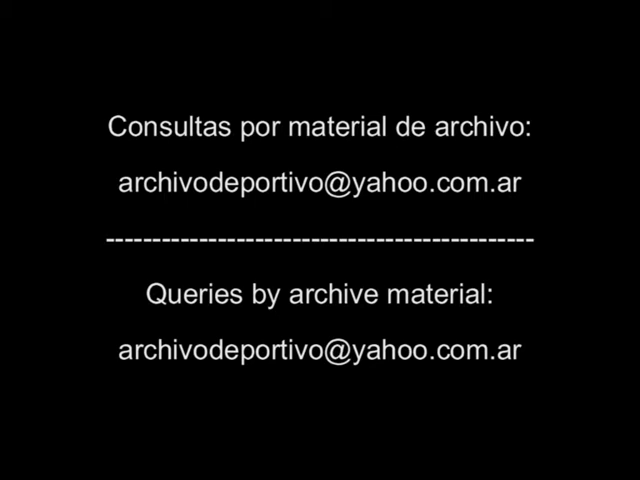 Consultas por material de archivo:
archivodeportivo@yahoo.com.ar
----------------------------------------------
Queries by archive material:
archivodeportivo@yahoo.com.ar